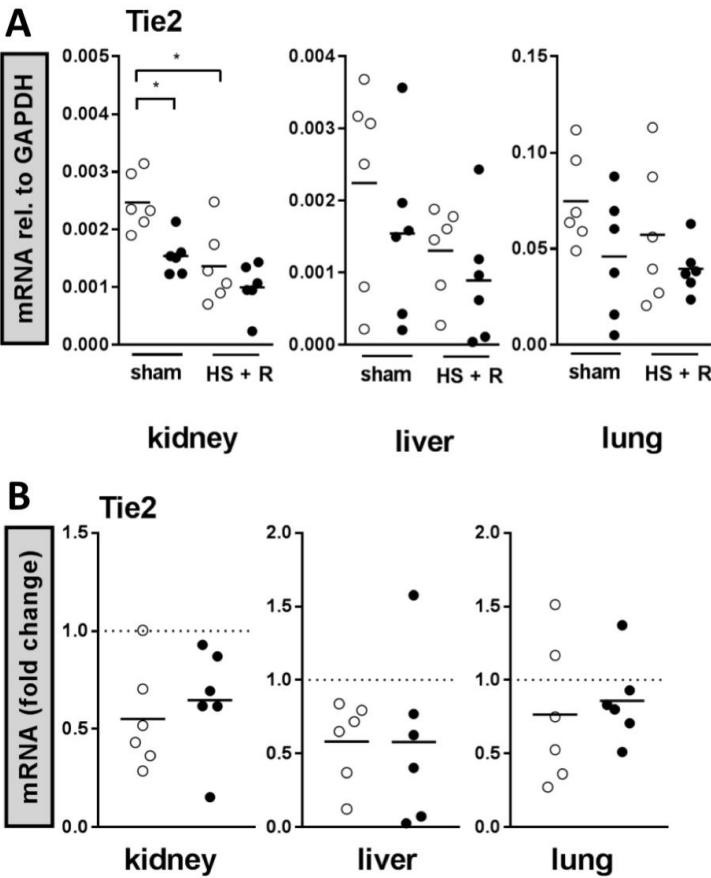 A
Tie2
mRNA rel. to GAPDH
0.005
0.004
0.003
0.002
0.001
0.000
*
*
sham HS + R
kidney
0.004
0.003
0.002
0.001
0.000
sham HS + R
liver
0.15
0.10
0.05
0.00
sham HS + R
lung
B
Tie2
mRNA (fold change)
1.5
1.0
0.5
0.0
kidney
2.0
1.5
1.0
0.5
0.0
liver
2.0
1.5
1.0
0.5
0.0
lung